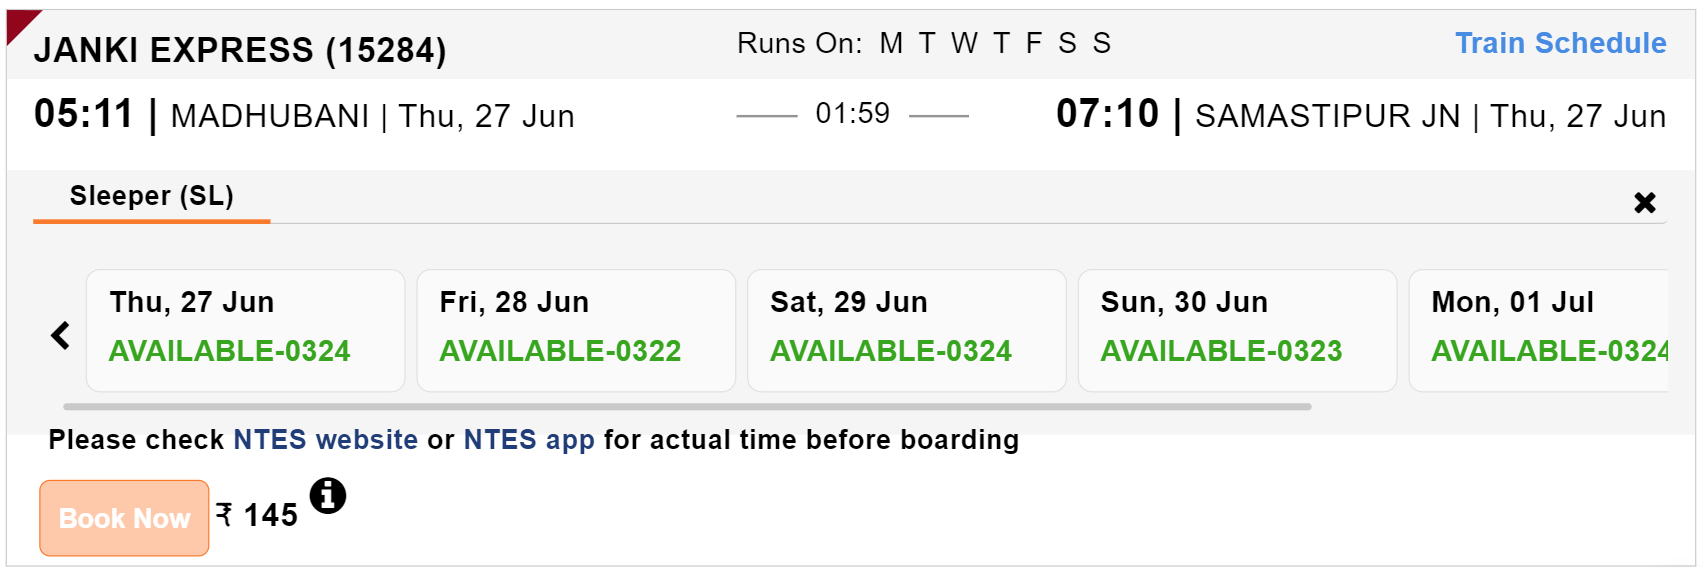 JANKI EXPRESS (15284) Runs On: M T W T F S S Train Schedule
05:11 | MADHUBANI | Thu, 27 Jun 01:59 07:10 | SAMASTIPUR JN | Thu, 27 Jun
Sleeper (SL)
Thu, 27 Jun Fri, 28 Jun Sat, 29 Jun Sun, 30 Jun Mon, 01 Jul
AVAILABLE-0324 AVAILABLE-0322 AVAILABLE-0324 AVAILABLE-0323 AVAILABLE-0324
Please check NTES website or NTES app for actual time before boarding
Book Now ₹ 145